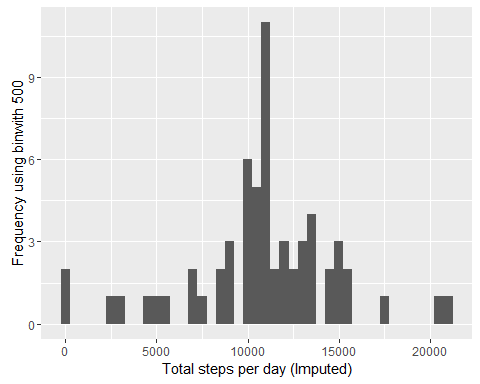 Frequency using binwith 500
9
6
3
0
0 5000 10000 15000 20000
Total steps per day (Imputed)